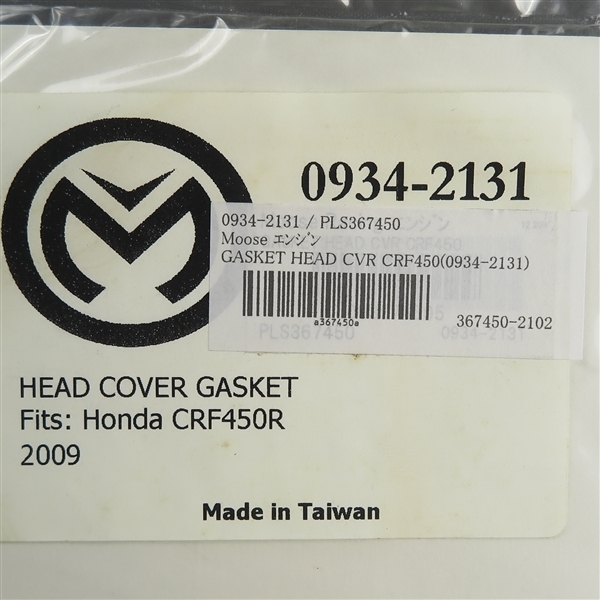 0934-2131
0934-2131 / PLS367450
Moose エンジン
GASKET HEAD CVR CRF450(0934-2131)
a367450a
367450-2102
PLS367450
0934-2131
HEAD COVER GASKET
Fits: Honda CRF450R
2009
Made in Taiwan